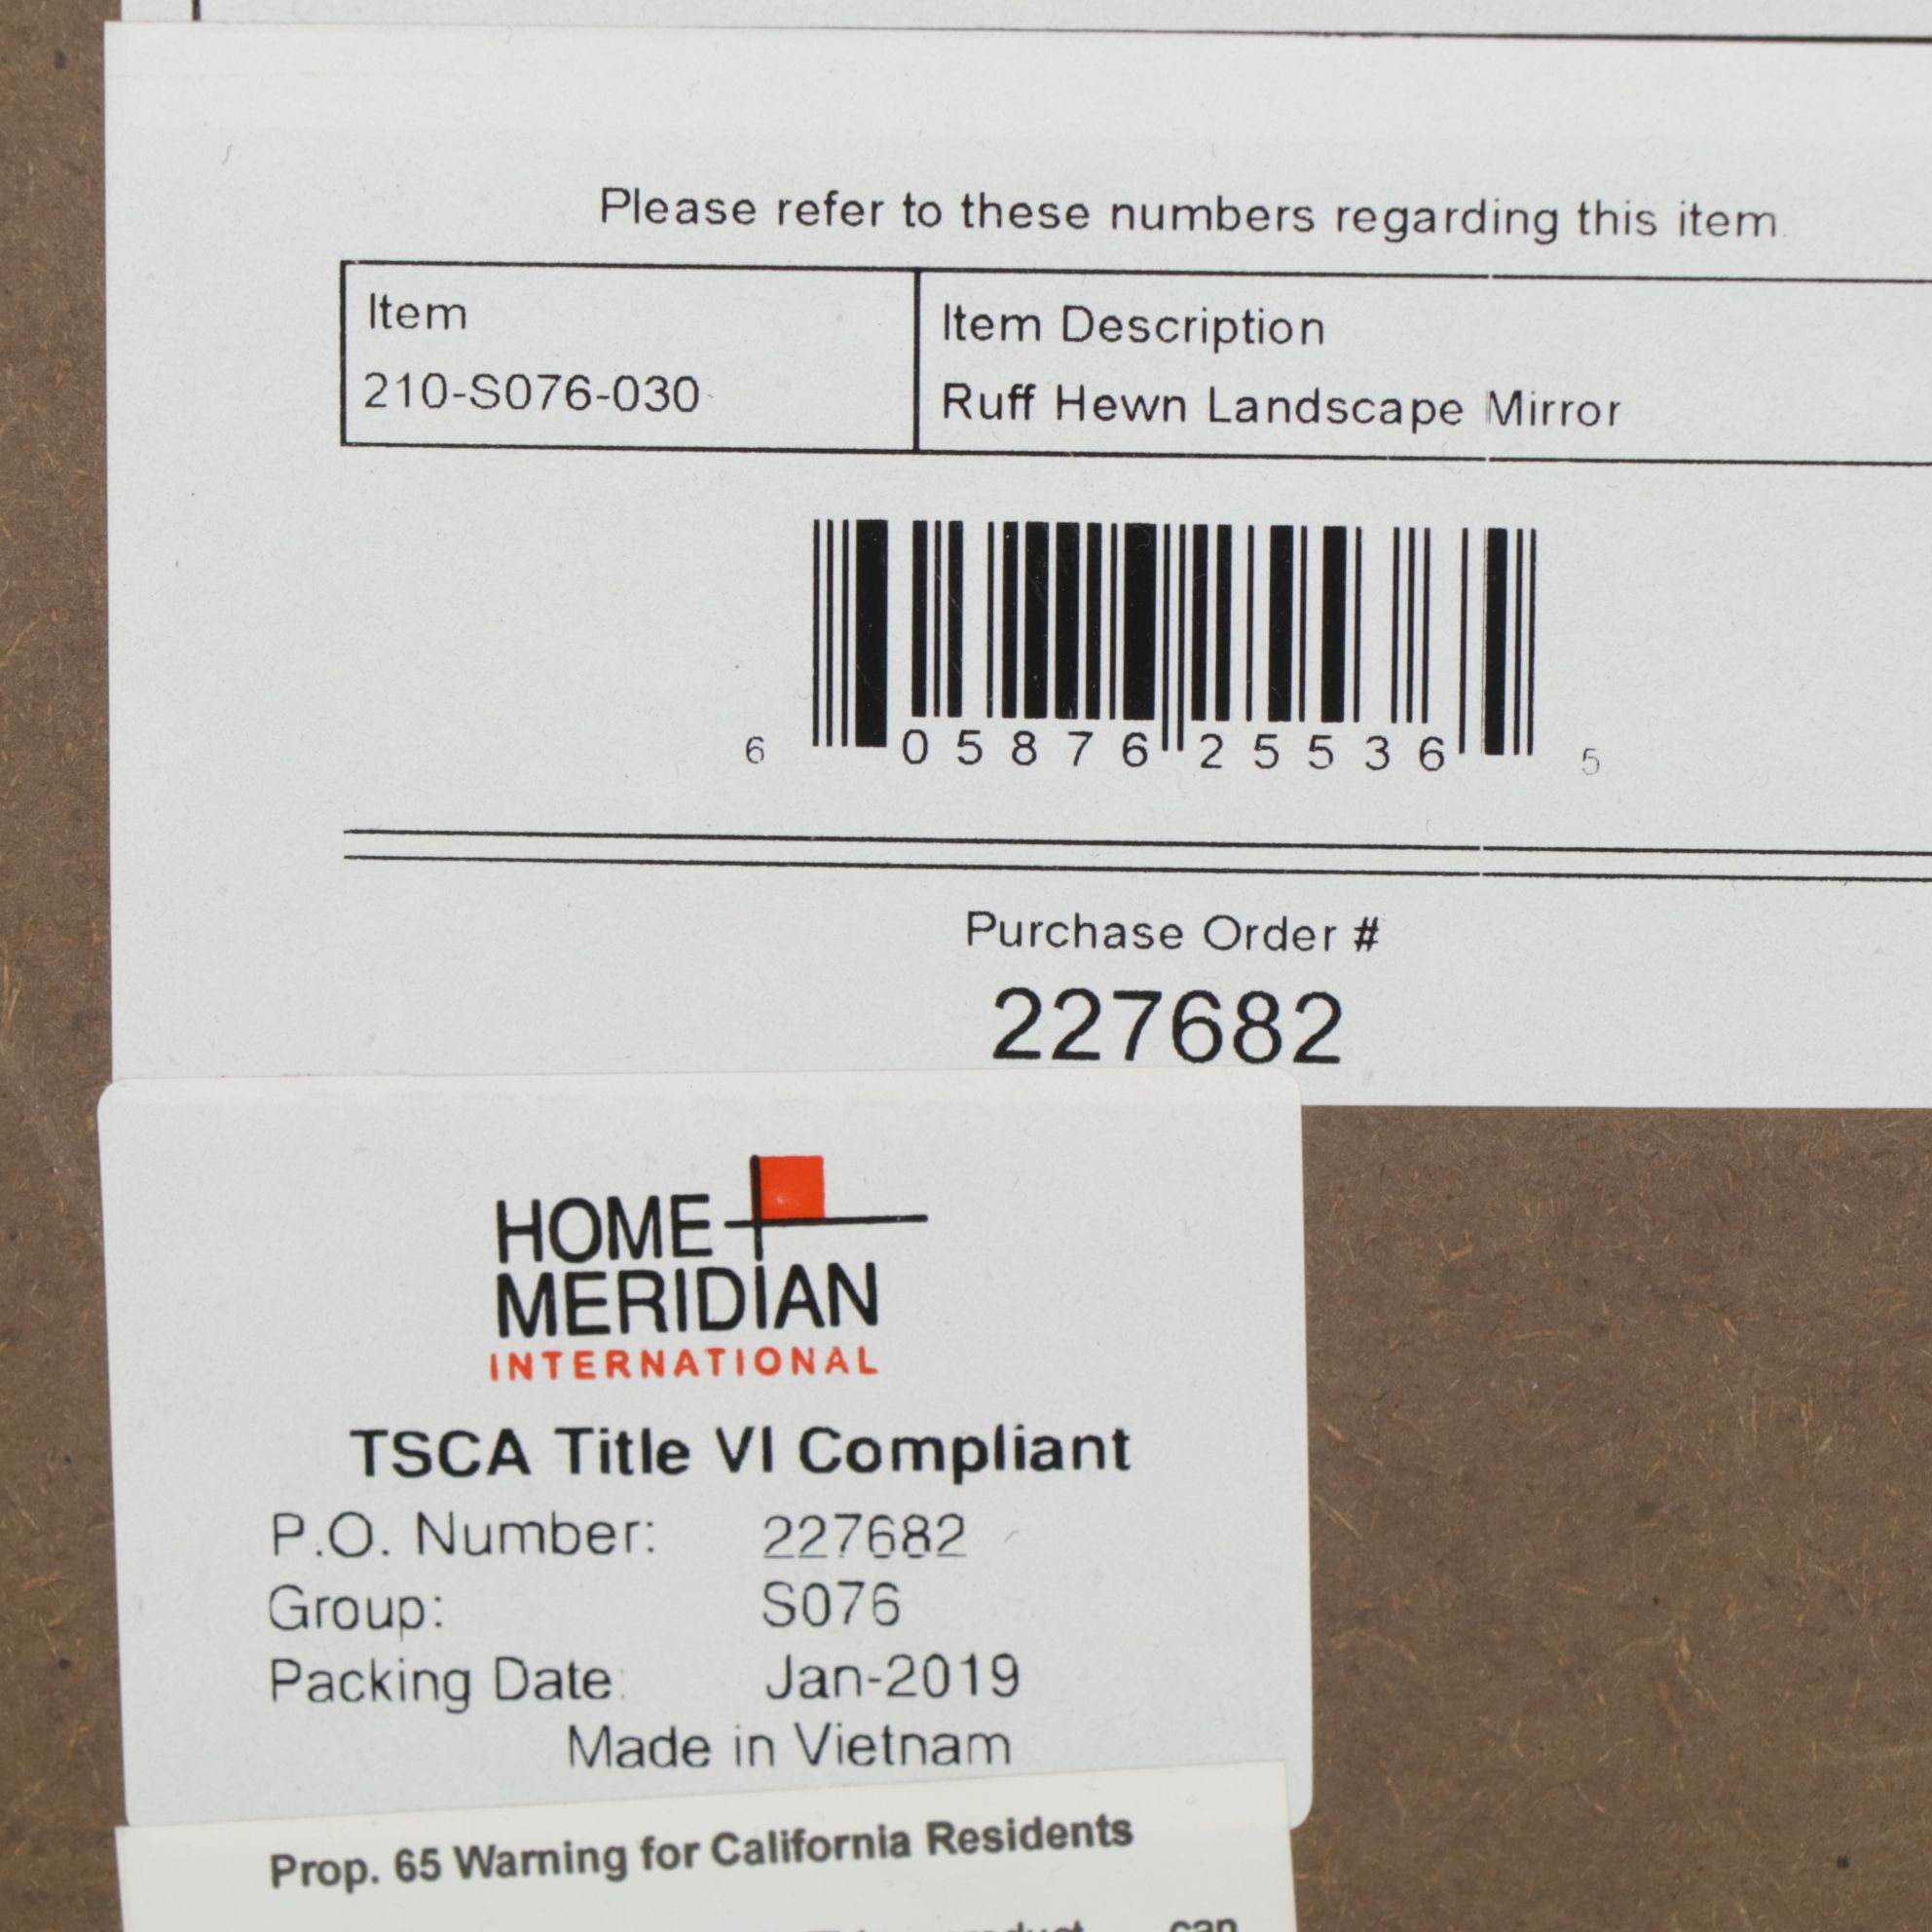 Please refer to these numbers regarding this item.
Item
210-S076-030
Item Description
Ruff Hewn Landscape Mirror
6 05876 25536 5
Purchase Order #
227682
HOME
MERIDIAN
INTERNATIONAL
TSCA Title VI Compliant
P.O. Number: 227682
Group: S076
Packing Date: Jan-2019
Made in Vietnam
Prop. 65 Warning for California Residents
product can